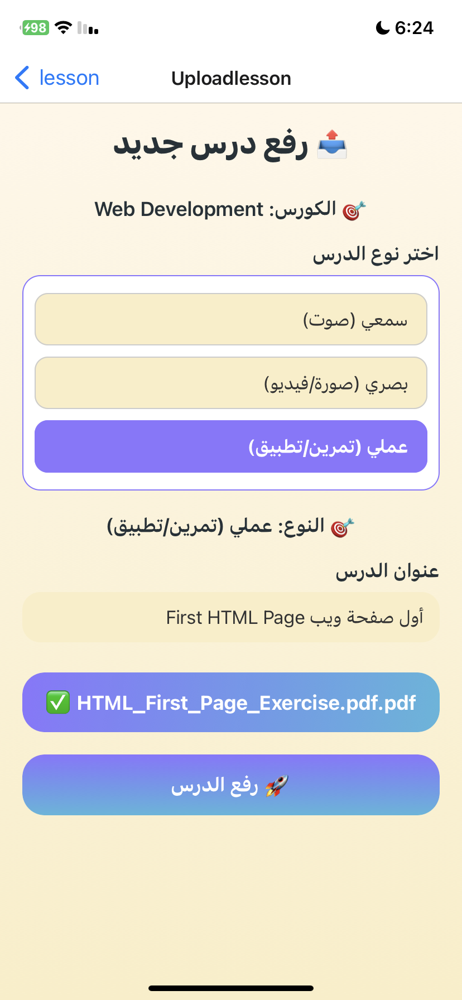 98 6:24
lesson Uploadlesson
📤 رفع درس جديد
🎯 الكورس: Web Development
اختر نوع الدرس
سمعي (صوت)
بصري (صورة/فيديو)
عملي (تمرين/تطبيق)
🎯 النوع: عملي (تمرين/تطبيق)
عنوان الدرس
أول صفحة ويب First HTML Page
✅ HTML_First_Page_Exercise.pdf.pdf
🚀 رفع الدرس